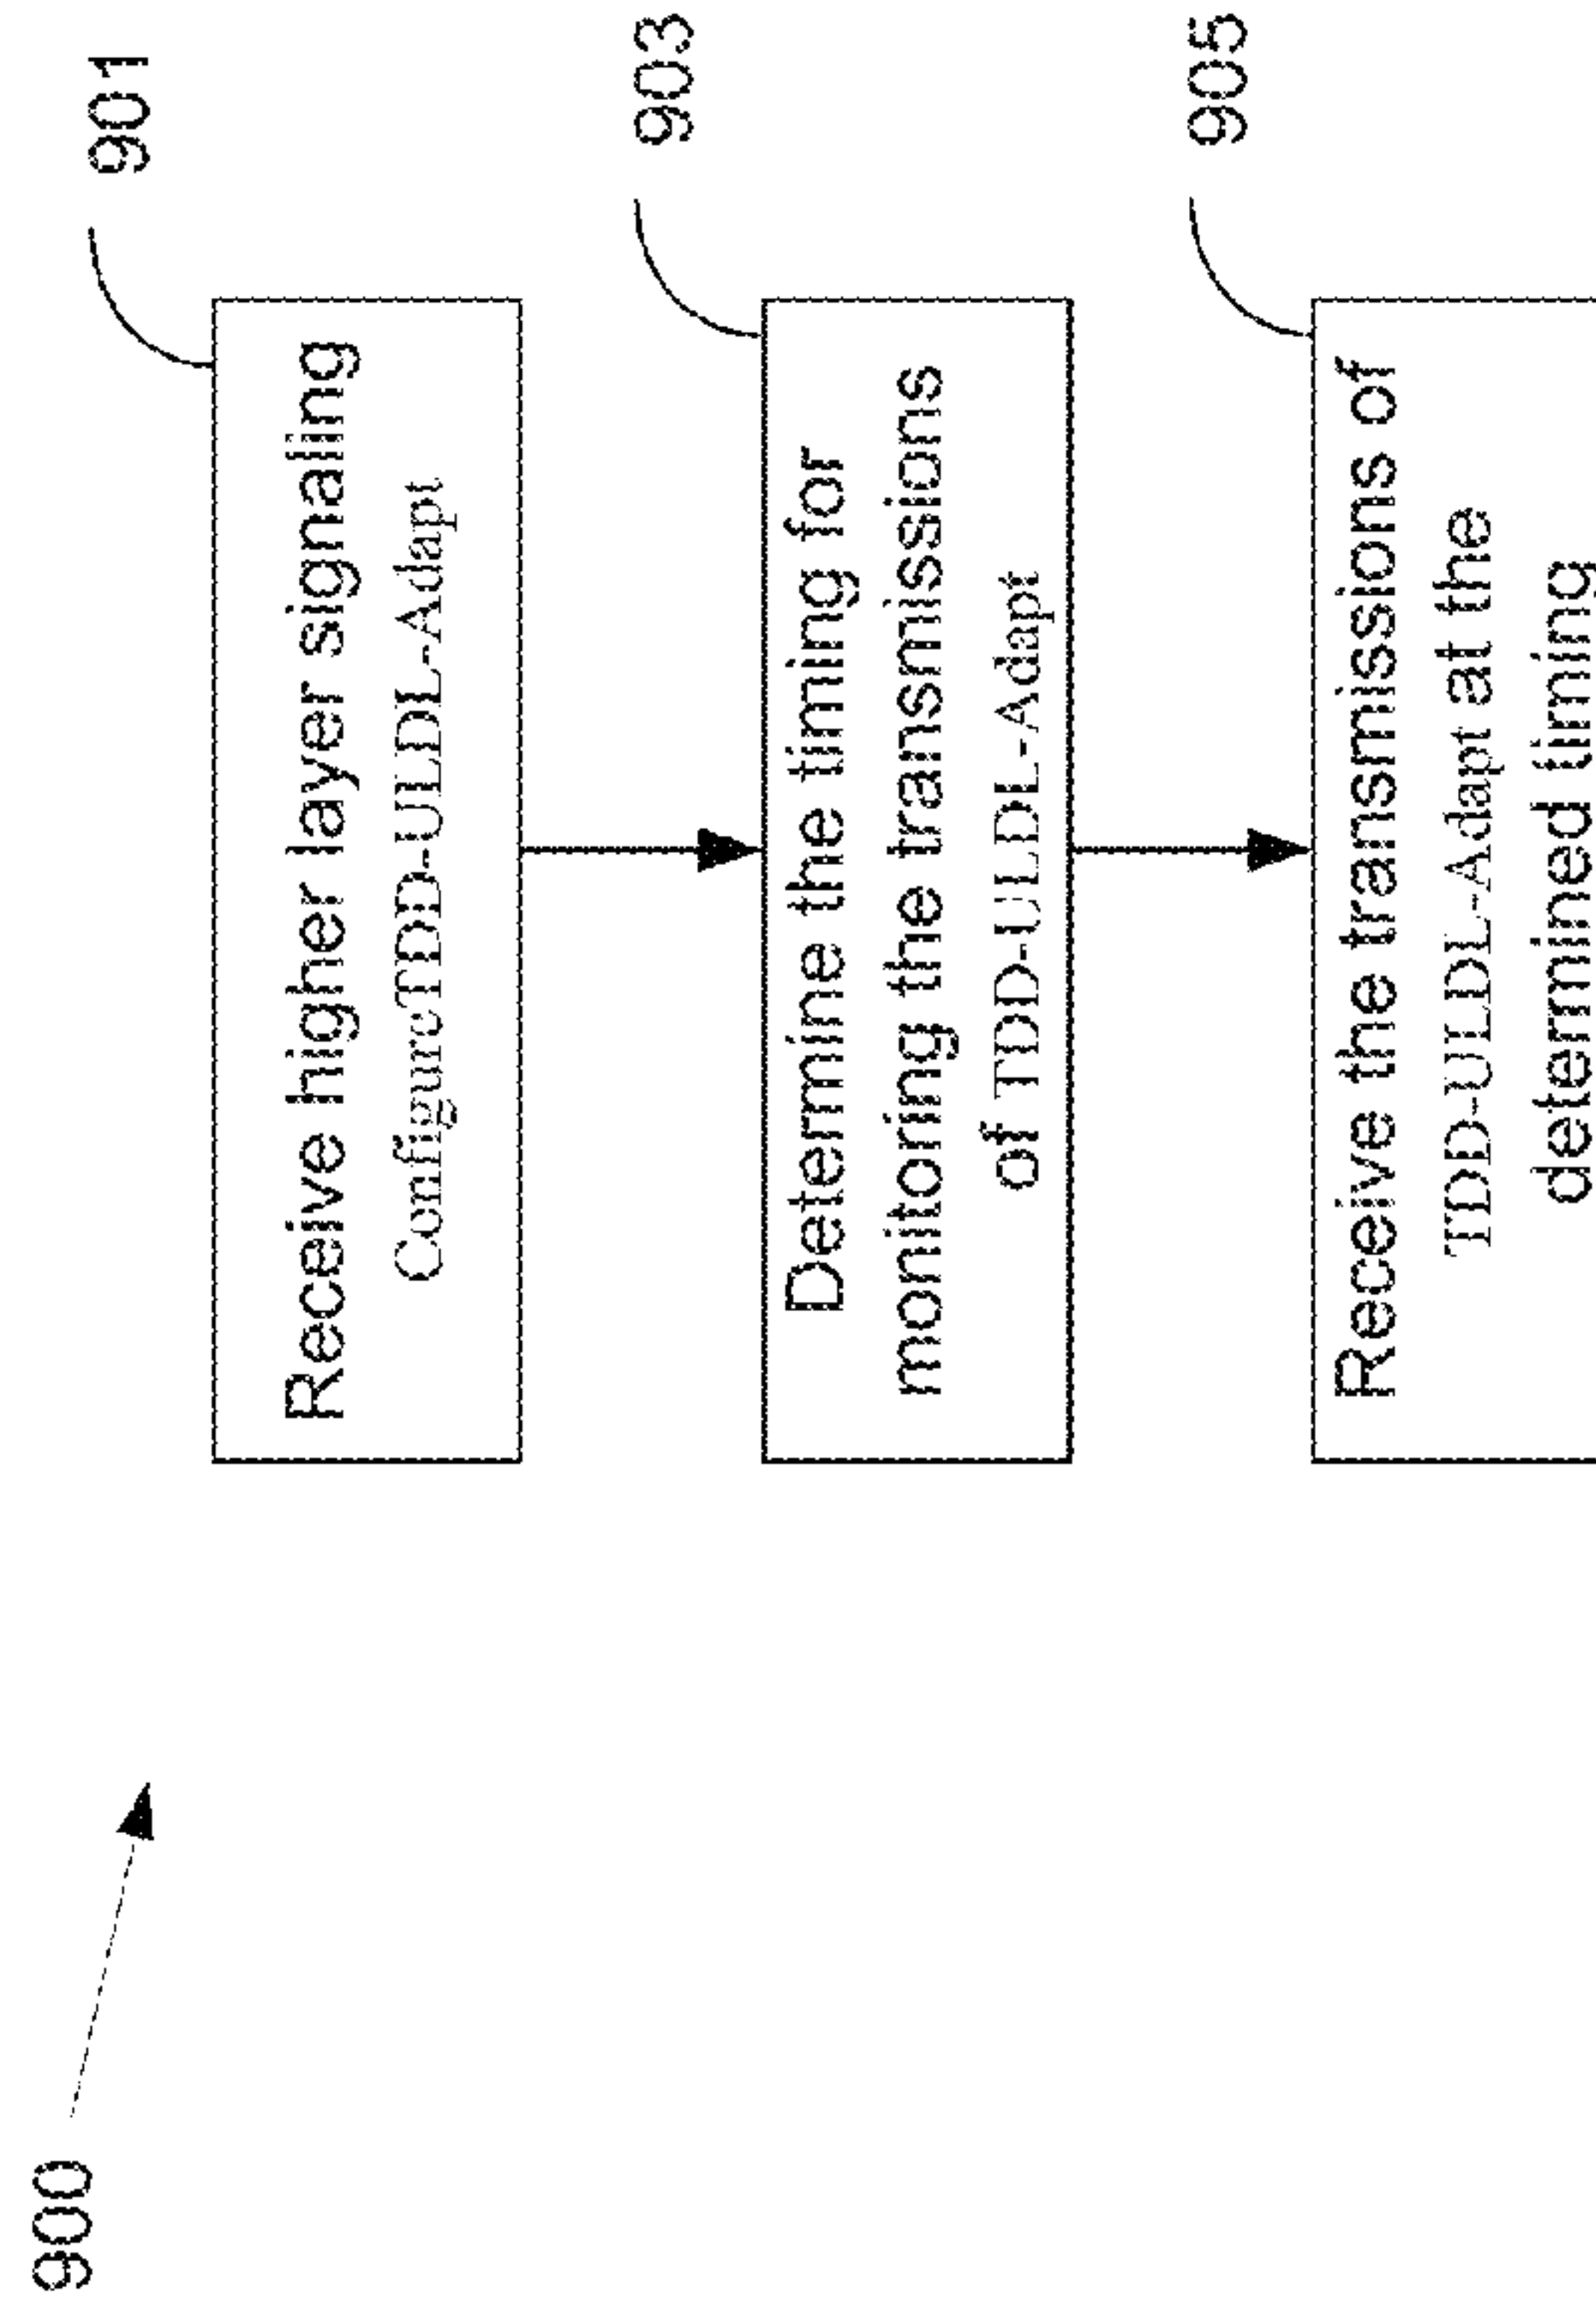 900
901
Receive higher layer signaling
ConfigureTDD-ULDL-Adapt
903
Determine the timing for
monitoring the transmissions
of TDD-ULDL-Adapt
905
Receive the transmissions of
TDD-ULDL-Adapt at the
determined timing